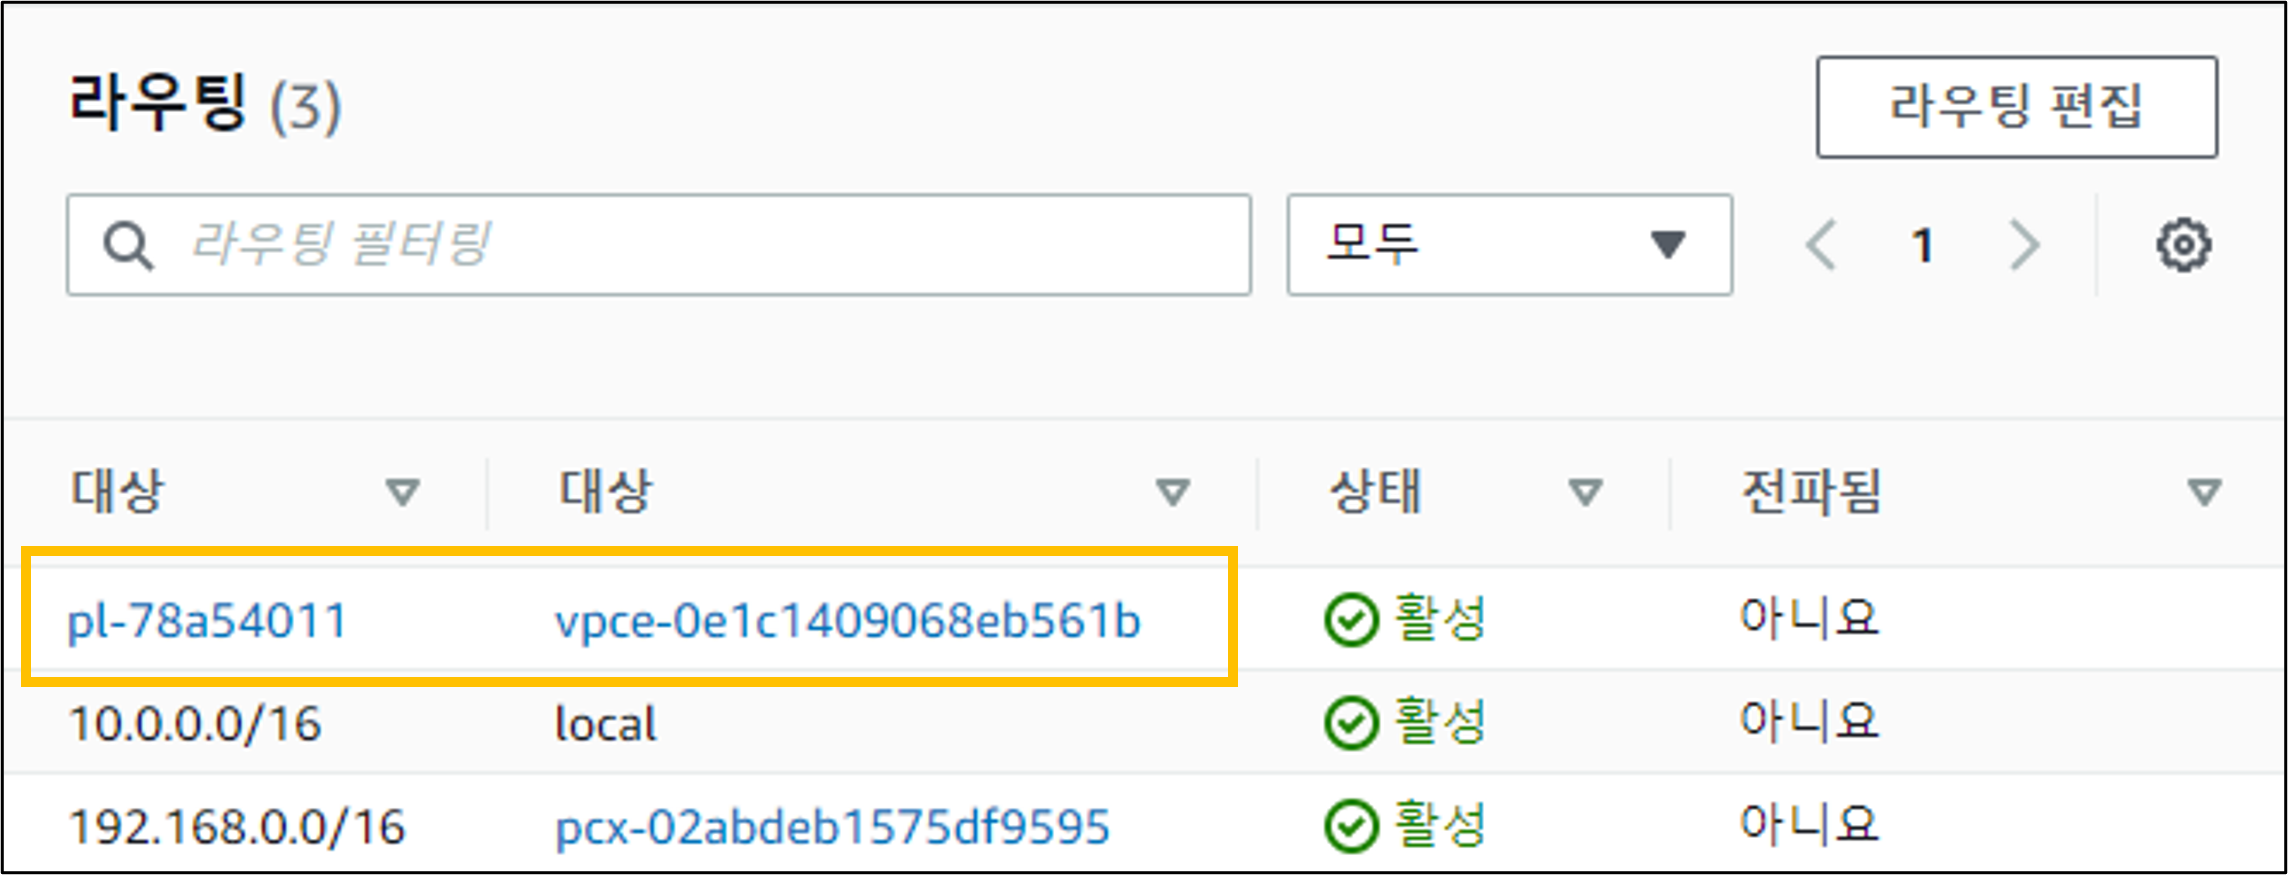 라우팅 (3) 라우팅 편집
라우팅 필터링 모두 1
대상 대상 상태 전파됨
pl-78a54011 vpce-0e1c1409068eb561b 활성 아니요
10.0.0.0/16 local 활성 아니요
192.168.0.0/16 pcx-02abdeb1575df9595 활성 아니요